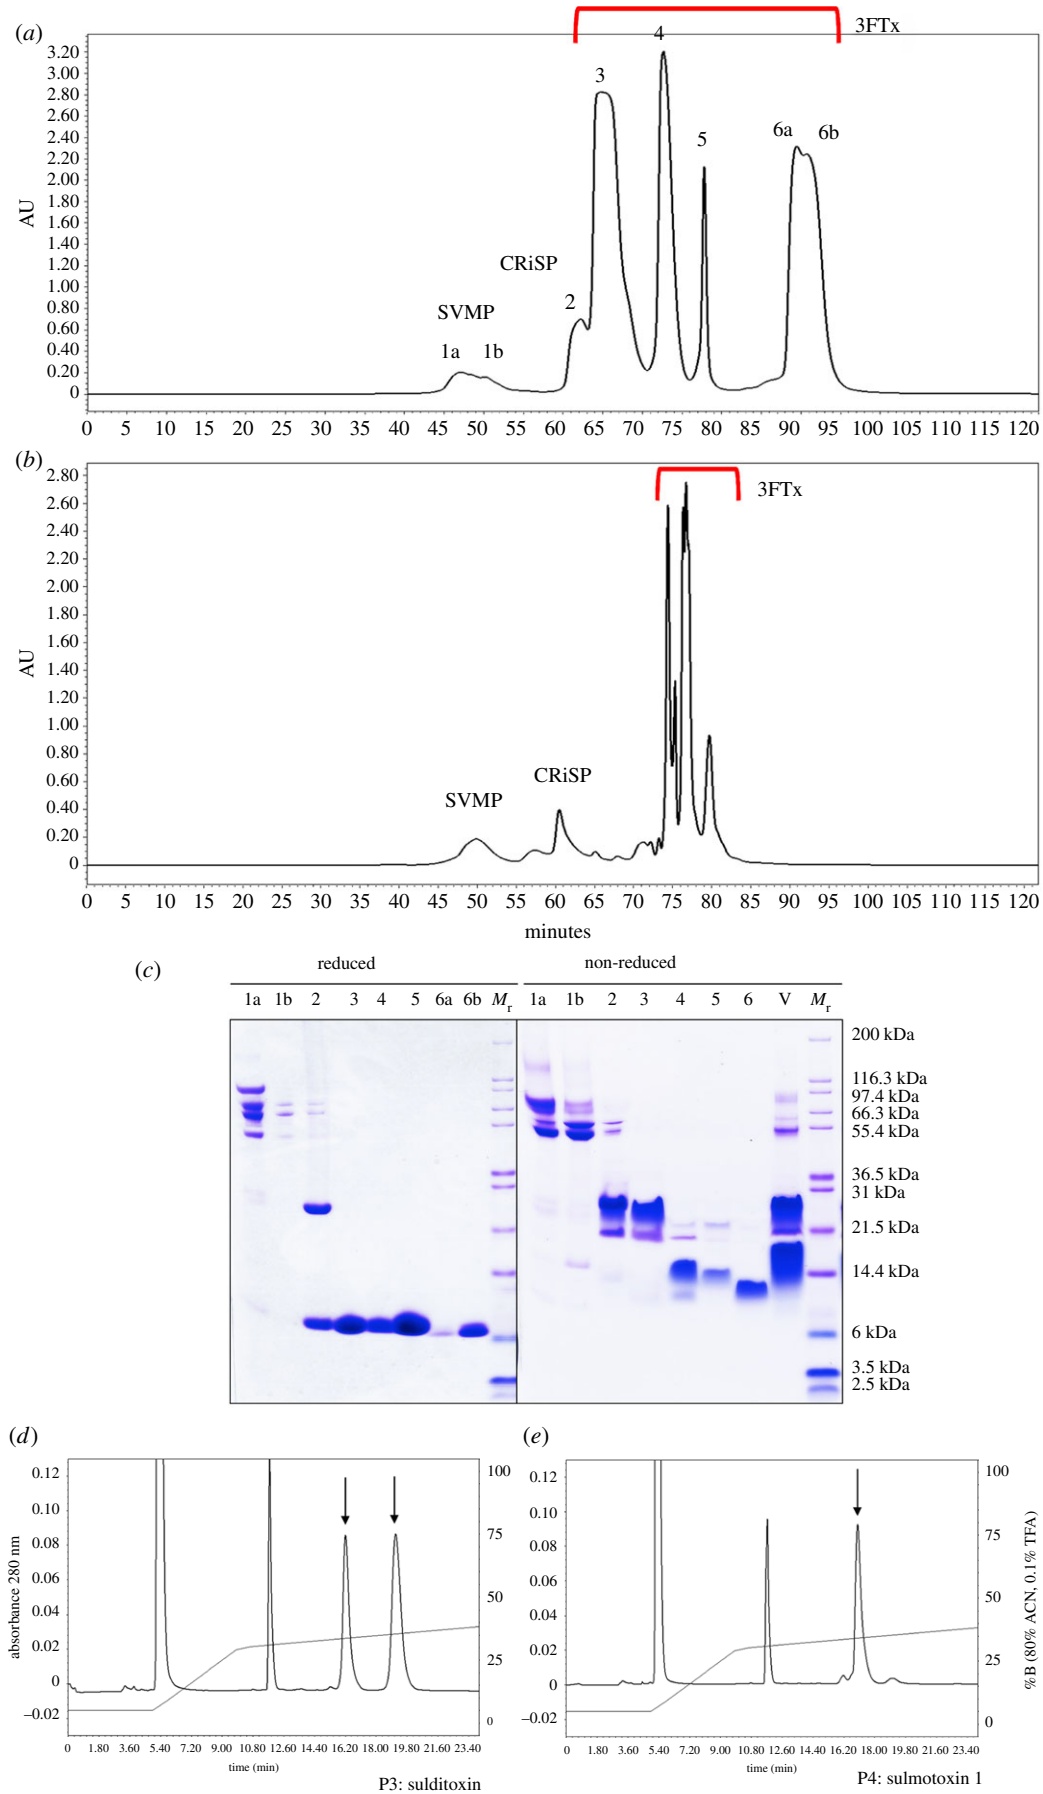 (a)
3FTx
4
3.20
3.00
2.80
2.60
2.40
2.20
2.00
1.80
1.60
1.40
1.20
1.00
0.80
0.60
0.40
0.20
0
AU
3
5
6a 6b
CRiSP
2
SVMP
1a 1b
0 5 10 15 20 25 30 35 40 45 50 55 60 65 70 75 80 85 90 95 100 105 110 115 120
(b)
3FTx
2.80
2.60
2.40
2.20
2.00
1.80
1.60
1.40
1.20
1.00
0.80
0.60
0.40
0.20
0
AU
CRiSP
SVMP
0 5 10 15 20 25 30 35 40 45 50 55 60 65 70 75 80 85 90 95 100 105 110 115 120
minutes
(c)
reduced non-reduced
1a 1b 2 3 4 5 6a 6b Mr 1a 1b 2 3 4 5 6 V Mr
200 kDa
116.3 kDa
97.4 kDa
66.3 kDa
55.4 kDa
36.5 kDa
31 kDa
21.5 kDa
14.4 kDa
6 kDa
3.5 kDa
2.5 kDa
(d)
0.12
0.10
0.08
0.06
0.04
0.02
0
–0.02
absorbance 280 nm
100
75
50
25
0
0 1.80 3.60 5.40 7.20 9.00 10.80 12.60 14.40 16.20 18.00 19.80 21.60 23.40
time (min)
P3: sulditoxin
(e)
0.12
0.10
0.08
0.06
0.04
0.02
0
–0.02
100
75
50
25
0
%B (80% ACN, 0.1% TFA)
0 1.80 3.60 5.40 7.20 9.00 10.80 12.60 14.40 16.20 18.00 19.80 21.60 23.40
time (min)
P4: sulmotoxin 1